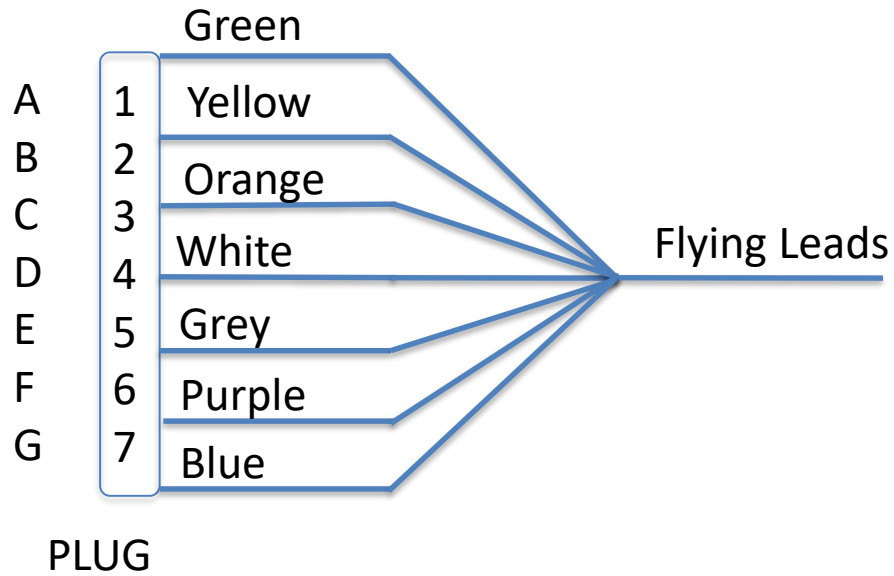 Green
A 1 Yellow
B 2
Orange
C 3
White
D 4
Flying Leads
E 5 Grey
F 6 Purple
G 7 Blue
PLUG